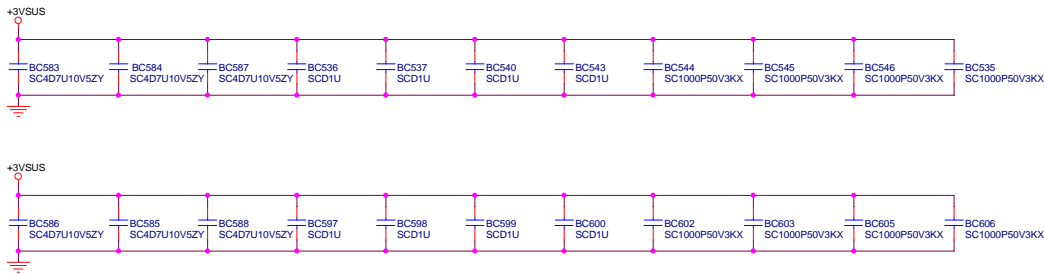 +3VSUS
BC583 BC584 BC587 BC536 BC537 BC540 BC543 BC544 BC545 BC546 BC535
SC4D7U10V5ZY SC4D7U10V5ZY SC4D7U10V5ZY SCD1U SCD1U SCD1U SCD1U SC1000P50V3KX SC1000P50V3KX SC1000P50V3KX SC1000P50V3KX
+3VSUS
BC586 BC585 BC588 BC597 BC598 BC599 BC600 BC602 BC603 BC605 BC606
SC4D7U10V5ZY SC4D7U10V5ZY SC4D7U10V5ZY SCD1U SCD1U SCD1U SCD1U SC1000P50V3KX SC1000P50V3KX SC1000P50V3KX SC1000P50V3KX